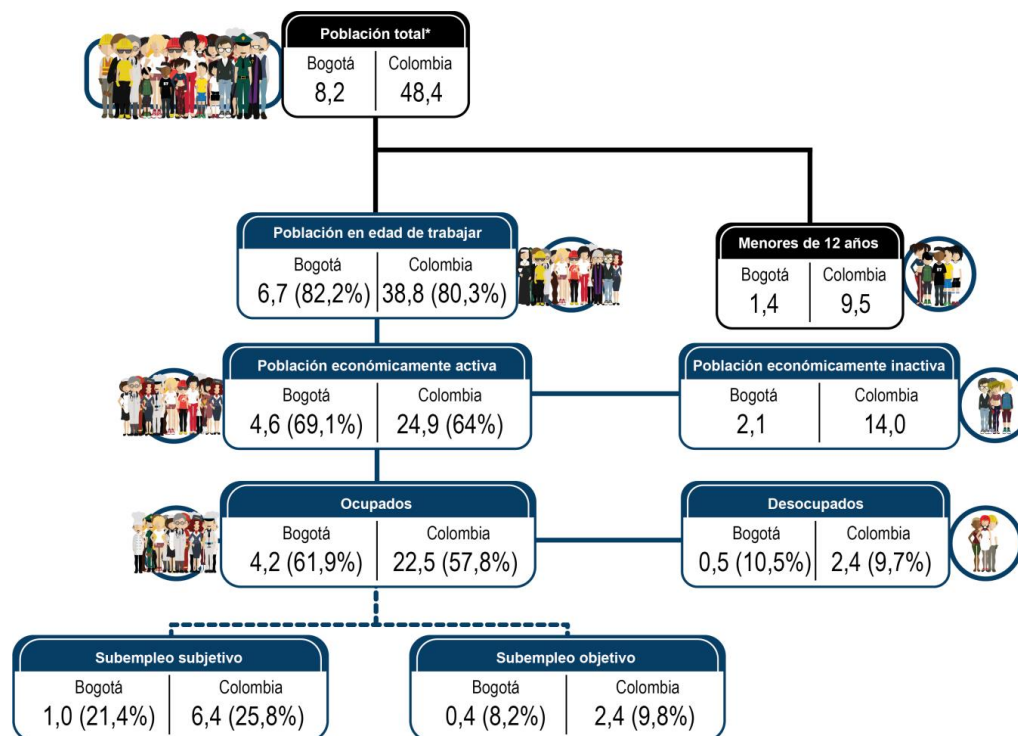 Población total*
Bogotá Colombia
8,2 48,4
Población en edad de trabajar
Bogotá Colombia
6,7 (82,2%) 38,8 (80,3%)
Menores de 12 años
Bogotá Colombia
1,4 9,5
Población económicamente activa
Bogotá Colombia
4,6 (69,1%) 24,9 (64%)
Población económicamente inactiva
Bogotá Colombia
2,1 14,0
Ocupados
Bogotá Colombia
4,2 (61,9%) 22,5 (57,8%)
Desocupados
Bogotá Colombia
0,5 (10,5%) 2,4 (9,7%)
Subempleo subjetivo
Bogotá Colombia
1,0 (21,4%) 6,4 (25,8%)
Subempleo objetivo
Bogotá Colombia
0,4 (8,2%) 2,4 (9,8%)